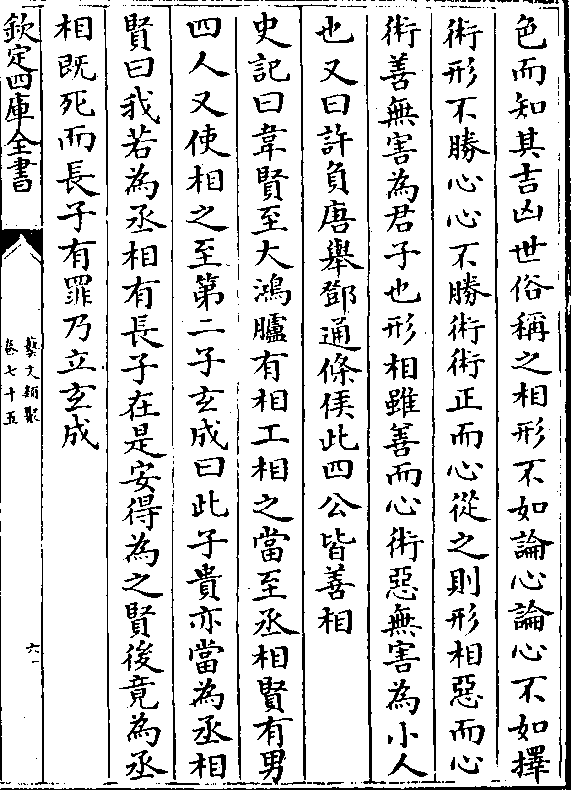 色而知其吉凶世俗稱之相形不如論心論心不如擇
術形不勝心心不勝術術正而心從之則形相惡而心
術善無害為君子也形相雖善而心術惡無害為小人
也又曰許負唐舉鄧通條侯此四公皆善相
史記曰韋賢至大鴻臚有相工相之當至丞相賢有男
四人又使相之至第二子玄成曰此子貴亦當為丞相
賢曰我若為丞相有長子在是安得為之賢後竟為丞
相既死而長子有罪乃立玄成
欽定四庫全書
藝文類聚
卷七十五